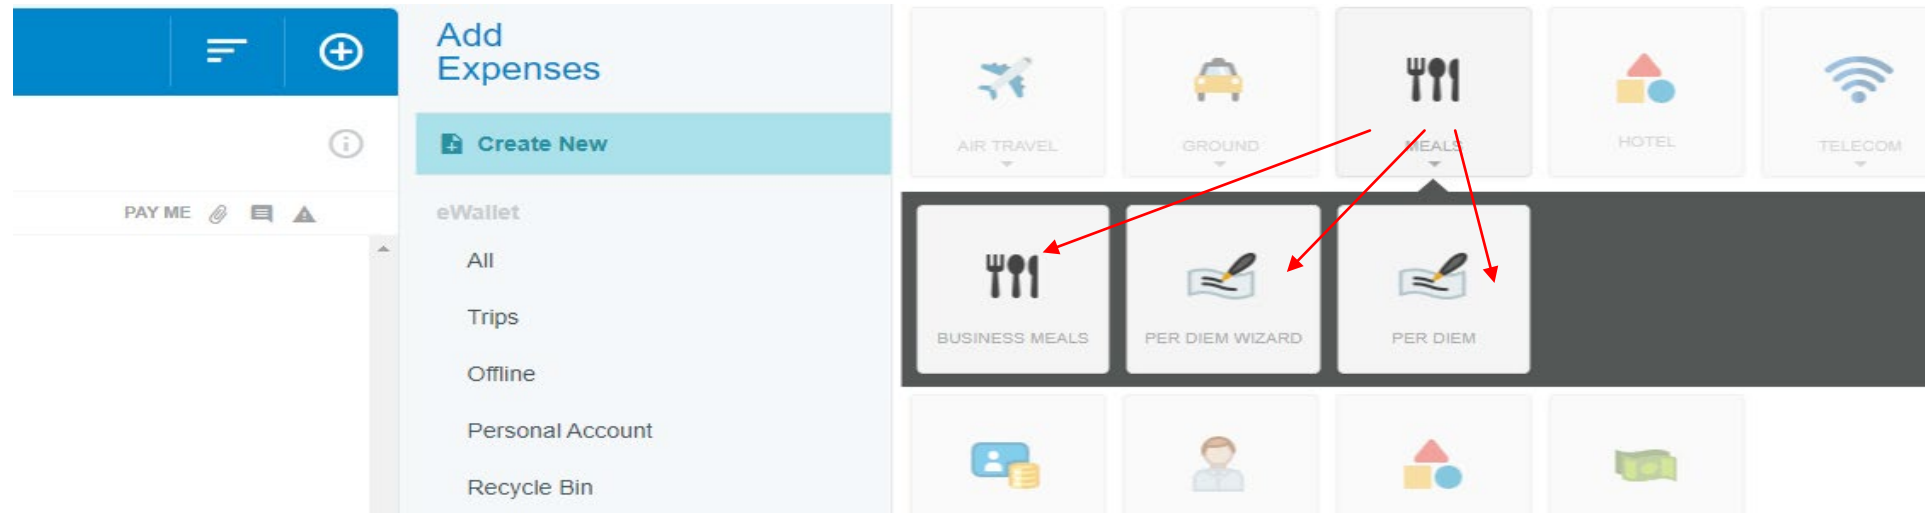 Add
Expenses
Create New
PAY ME
eWallet
All
Trips
Offline
Personal Account
Recycle Bin
AIR TRAVEL
GROUND
MEALS
HOTEL
TELECOM
BUSINESS MEALS
PER DIEM WIZARD
PER DIEM